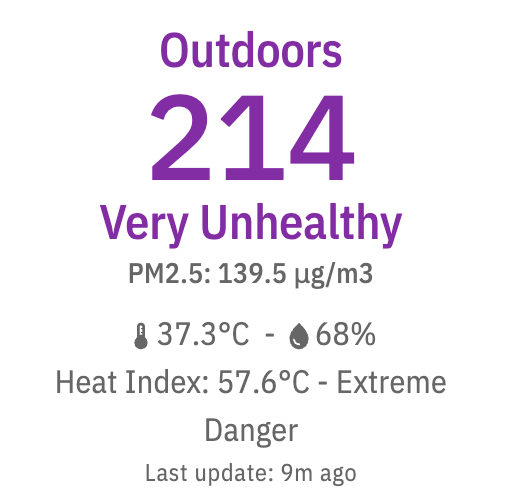 Outdoors
214
Very Unhealthy
PM2.5: 139.5 µg/m3
37.3°C - 68%
Heat Index: 57.6°C - Extreme
Danger
Last update: 9m ago